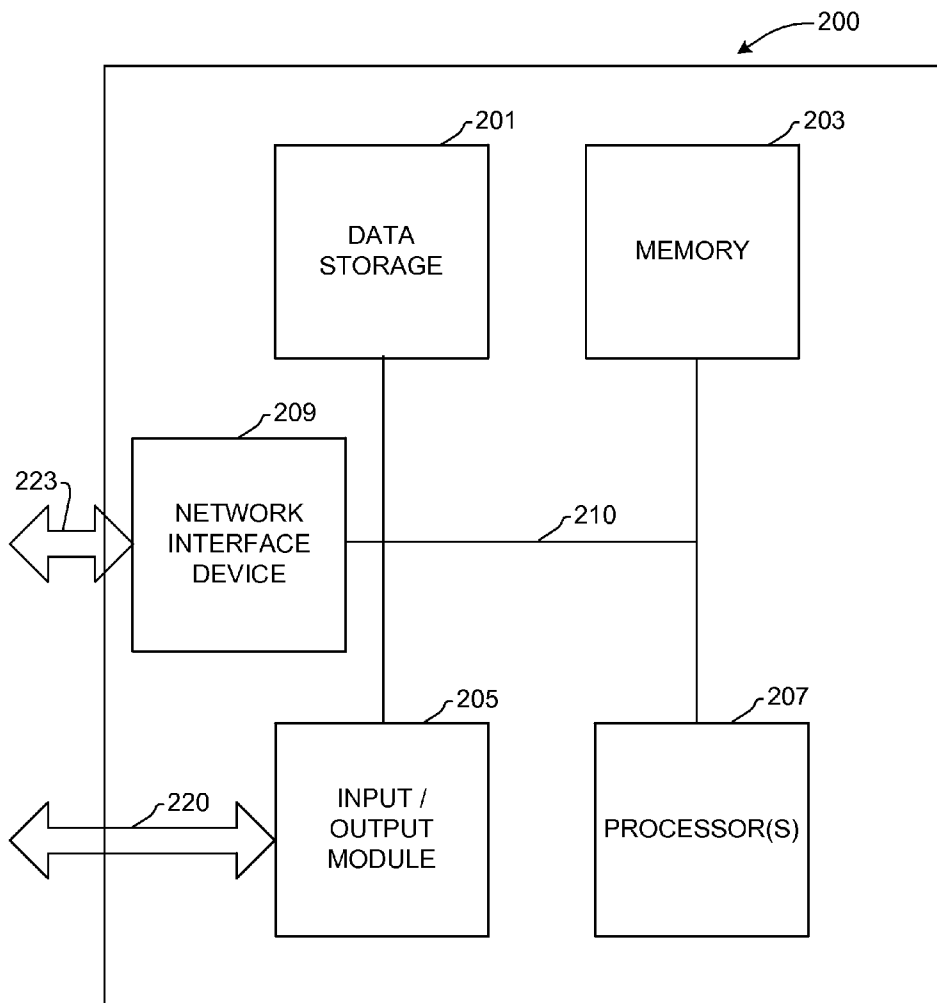 200
201
203
DATA
STORAGE
MEMORY
209
223
NETWORK
INTERFACE
DEVICE
210
205
207
220
INPUT /
OUTPUT
MODULE
PROCESSOR(S)